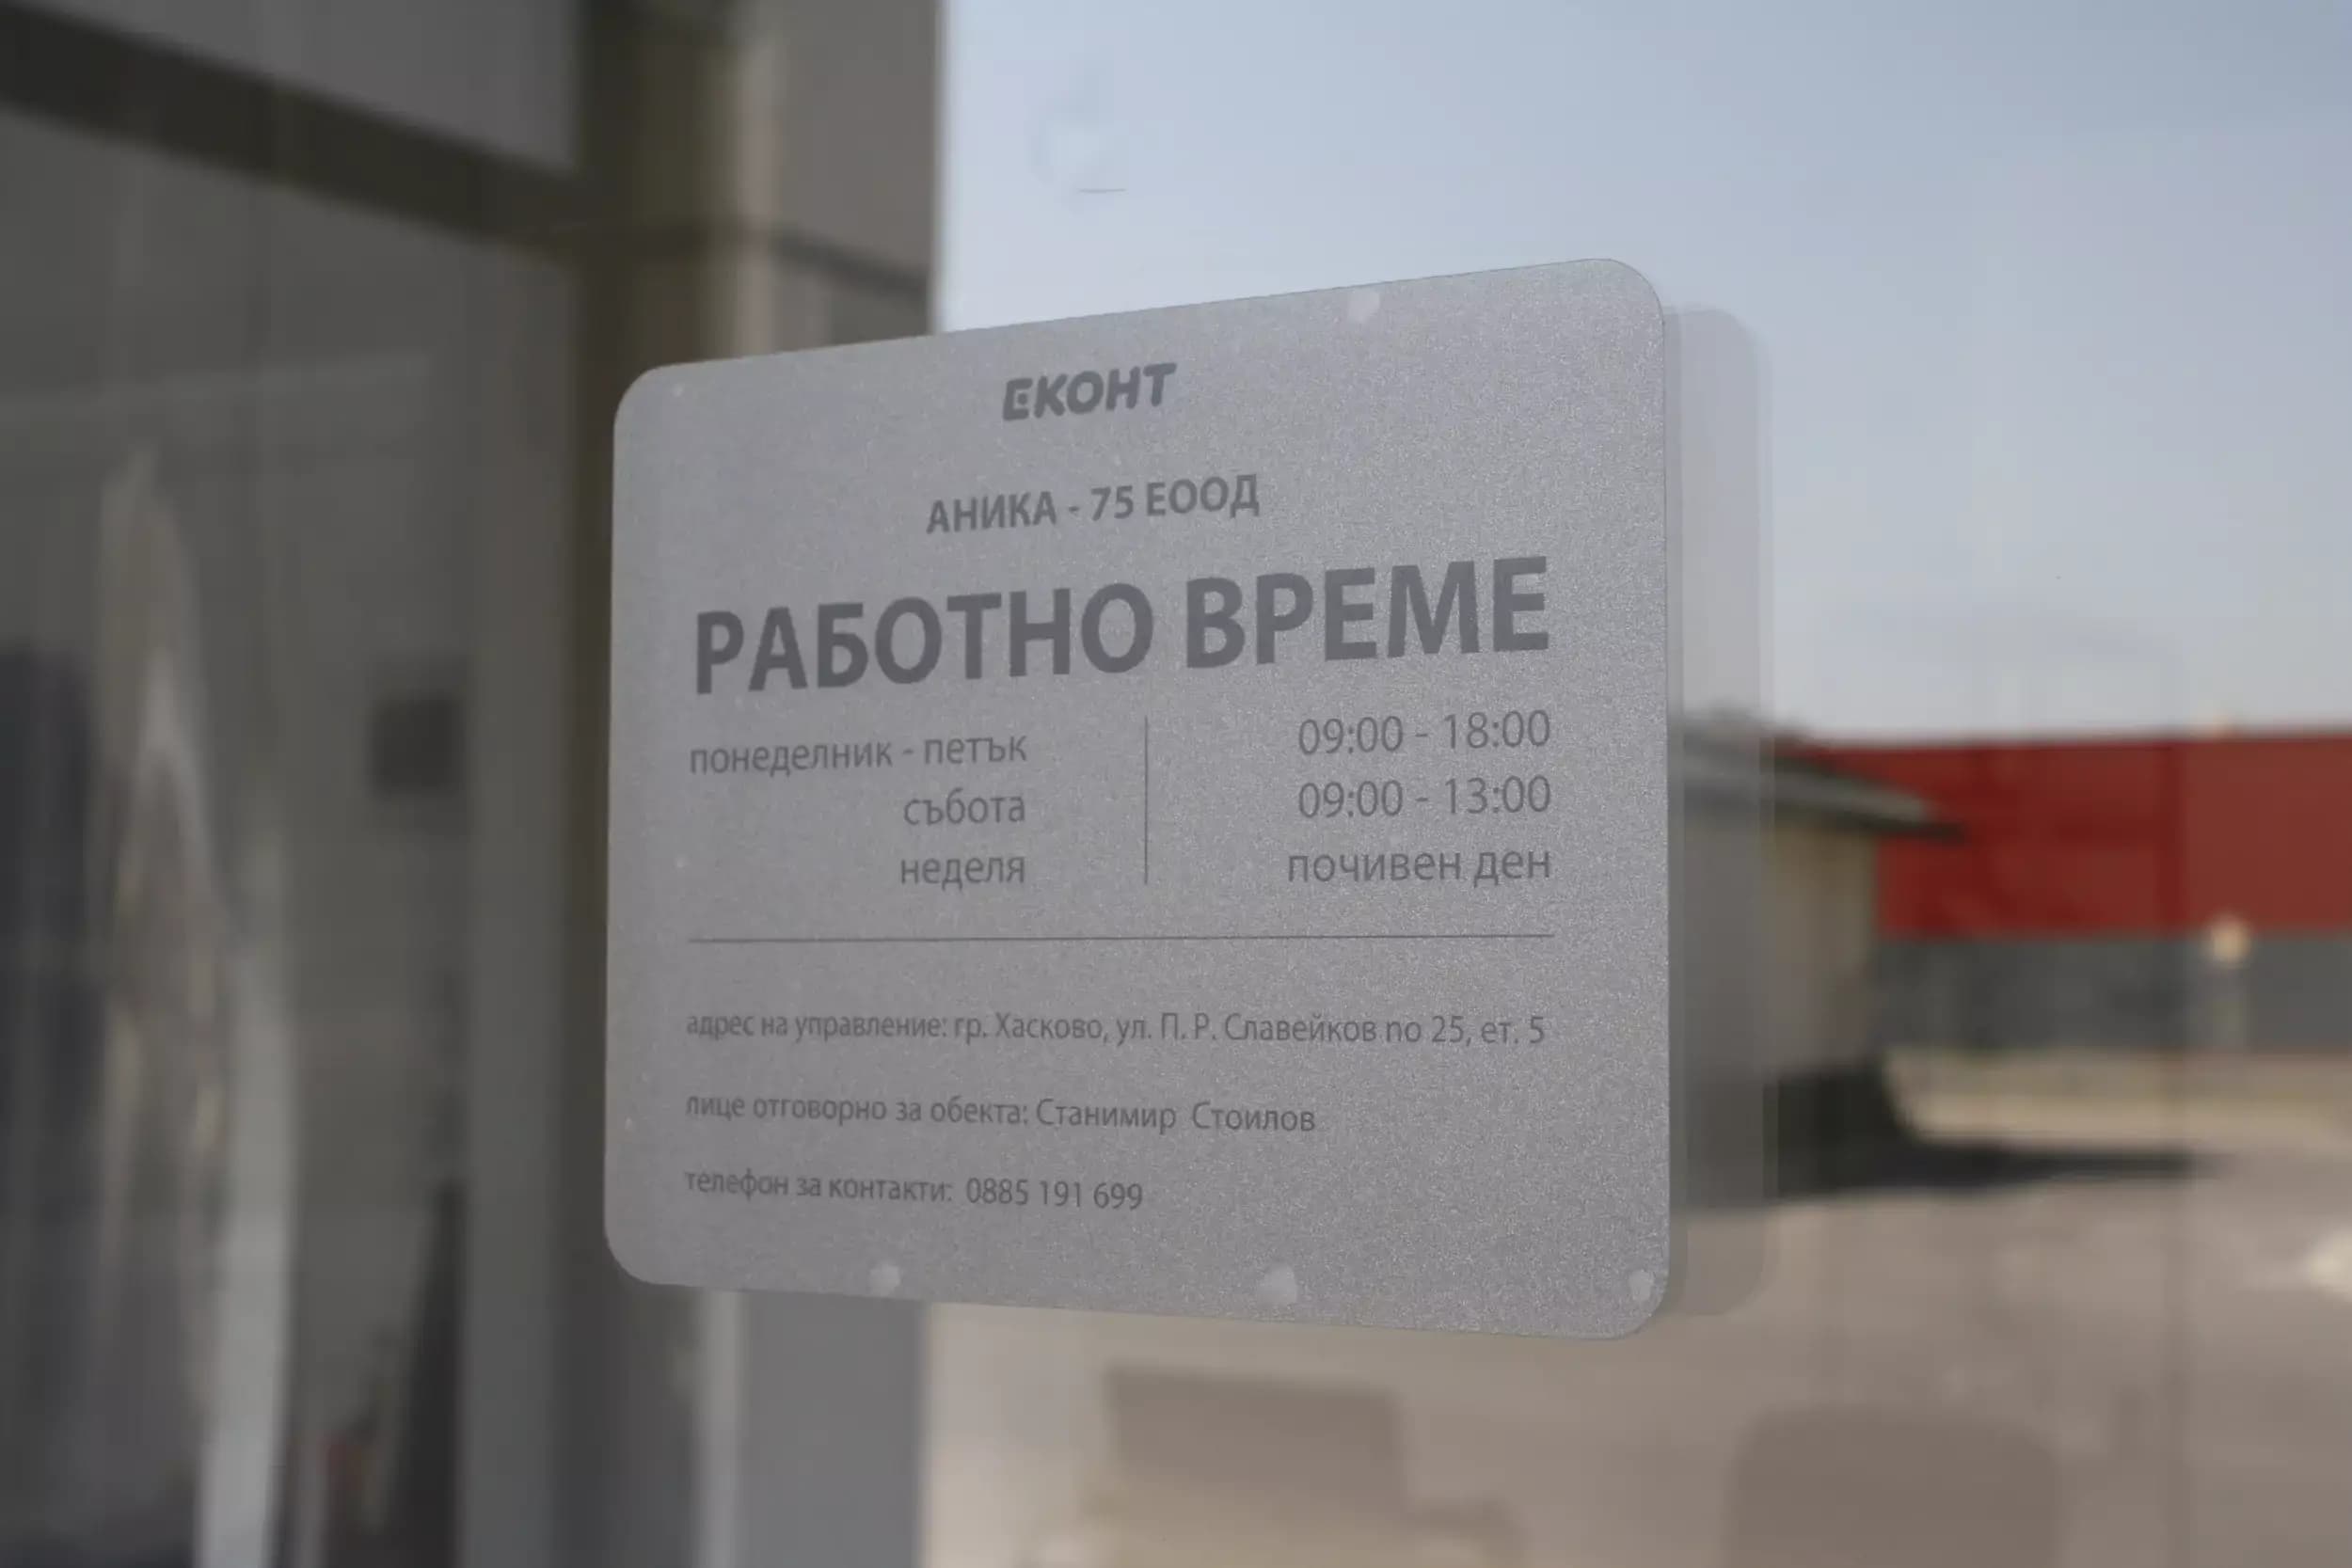 ЕКОНТ
АНИКА - 75 ЕООД
РАБОТНО ВРЕМЕ
понеделник - петък 09:00 - 18:00
събота 09:00 - 13:00
неделя почивен ден
адрес на управление: гр. Хасково, ул. П. Р. Славейков no 25, ет. 5
лице отговорно за обекта: Станимир Стоилов
телефон за контакти: 0885 191 699